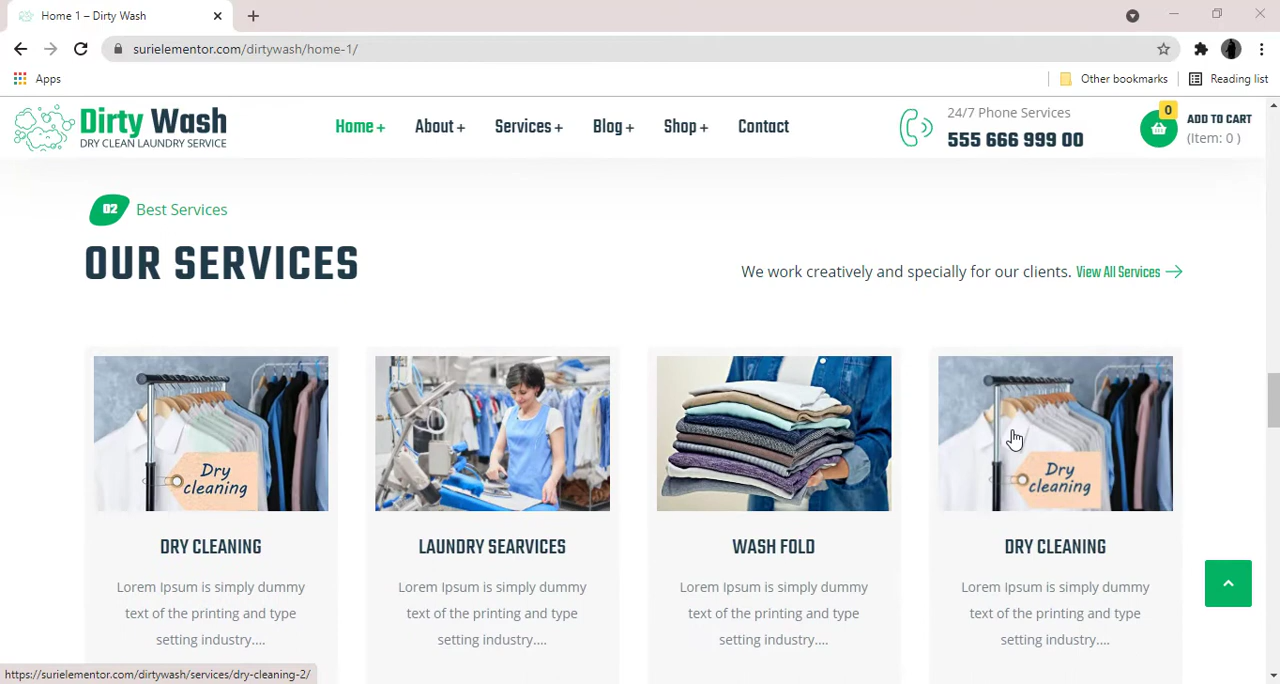 Home 1 – Dirty Wash
surielementor.com/dirtywash/home-1/
Apps
Other bookmarks
Reading list
Dirty Wash
DRY CLEAN LAUNDRY SERVICE
Home +
About +
Services +
Blog +
Shop +
Contact
24/7 Phone Services
555 666 999 00
0
ADD TO CART
(Item: 0 )
02
Best Services
OUR SERVICES
We work creatively and specially for our clients. View All Services
Dry
cleaning
Dry
cleaning
DRY CLEANING
LAUNDRY SEARVICES
WASH FOLD
DRY CLEANING
Lorem Ipsum is simply dummy
text of the printing and type
setting industry....
Lorem Ipsum is simply dummy
text of the printing and type
setting industry....
Lorem Ipsum is simply dummy
text of the printing and type
setting industry....
Lorem Ipsum is simply dummy
text of the printing and type
setting industry....
https://surielementor.com/dirtywash/services/dry-cleaning-2/